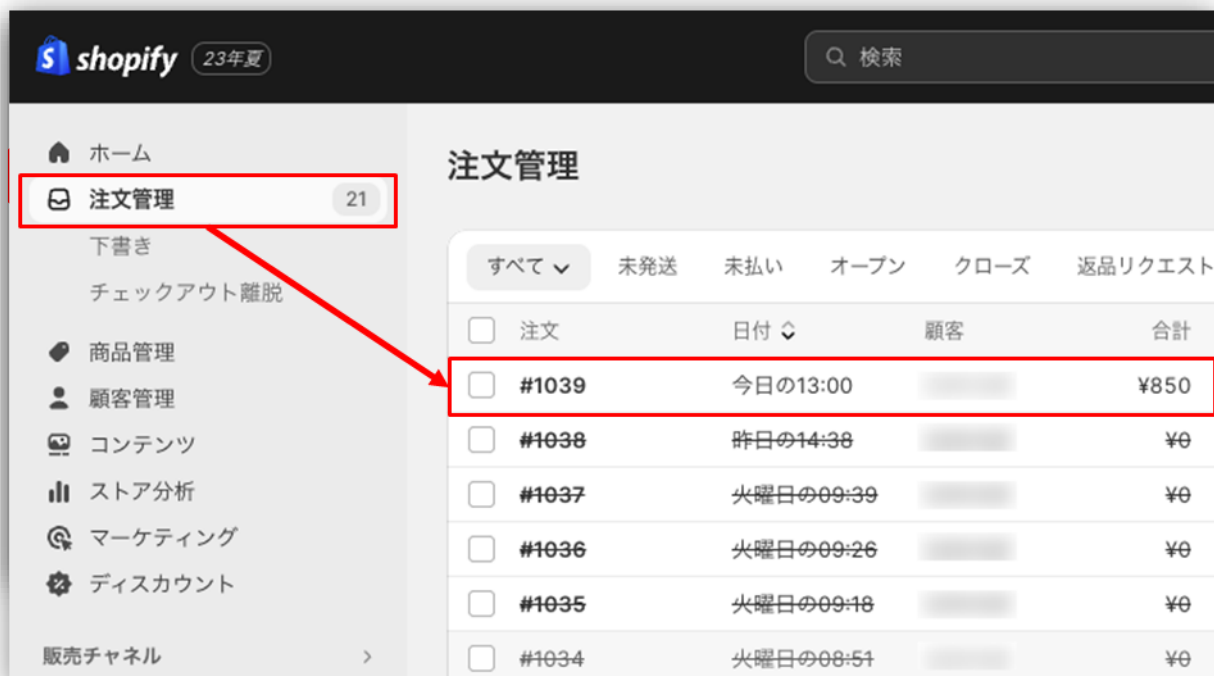 shopify 23年夏
検索
ホーム
注文管理 21
下書き
チェックアウト離脱
商品管理
顧客管理
コンテンツ
ストア分析
マーケティング
ディスカウント
販売チャネル
注文管理
すべて 未発送 未払い オープン クローズ 返品リクエスト
注文 日付 顧客 合計
#1039 今日の13:00 ¥850
#1038 昨日の14:38 ¥0
#1037 火曜日の09:39 ¥0
#1036 火曜日の09:26 ¥0
#1035 火曜日の09:18 ¥0
#1034 火曜日の08:51 ¥0